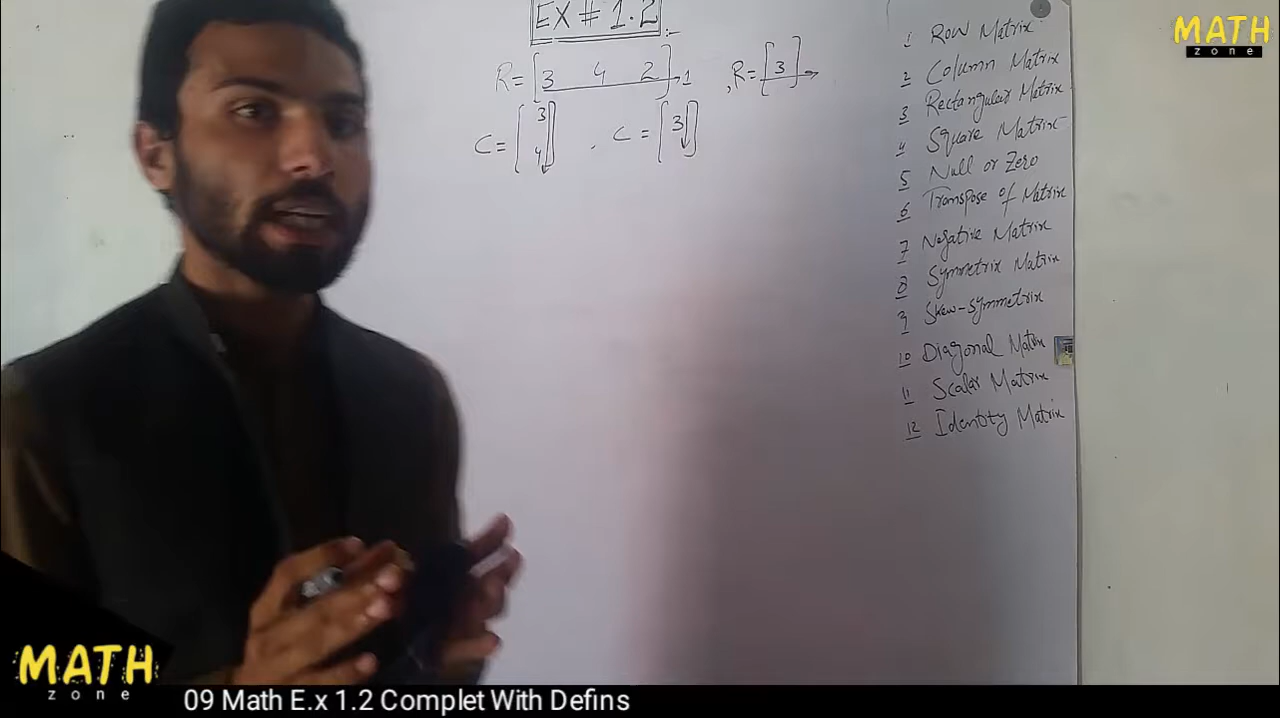 EX # 1.2
R = [3 4 2] → 1 , R = [3] →
C = [3
4] , C = [3]
1 Row Matrix
2 Column Matrix
3 Rectangular Matrix
4 Square Matrix
5 Null or Zero
6 Transpose of Matrix
7 Negative Matrix
8 Symmetrix Matrix
9 Skew-Symmetrix
10 Diagonal Matrix
11 Scalar Matrix
12 Identity Matrix
MATH
zone
MATH
zone
09 Math E.x 1.2 Complet With Defins